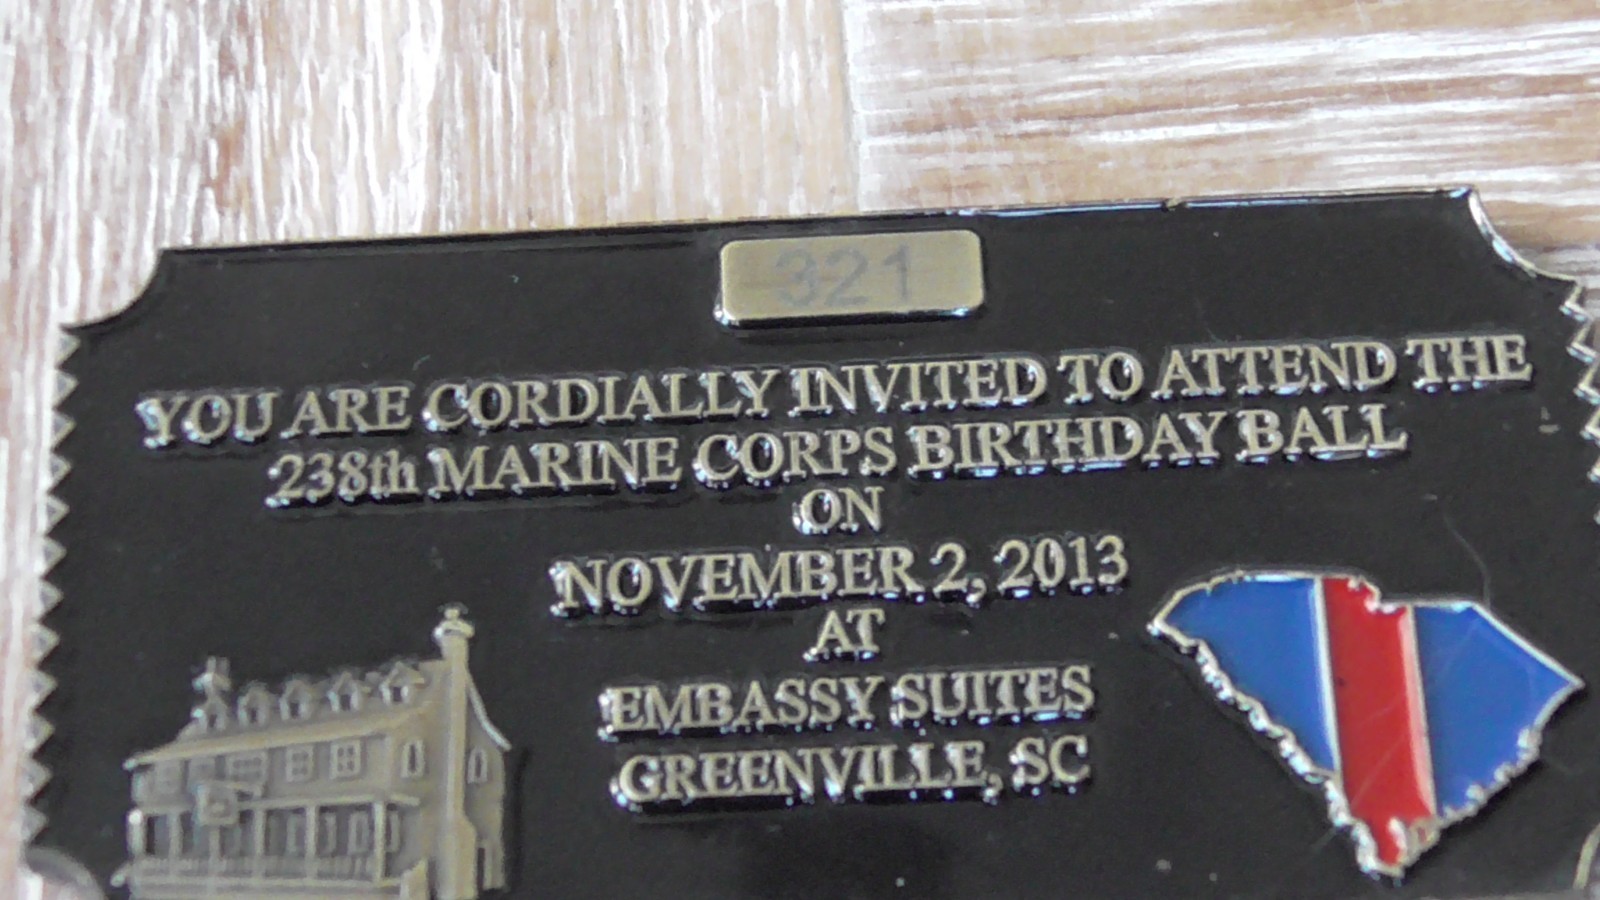 321
YOU ARE CORDIALLY INVITED TO ATTEND THE
238th MARINE CORPS BIRTHDAY BALL
ON
NOVEMBER 2, 2013
AT
EMBASSY SUITES
GREENVILLE, SC